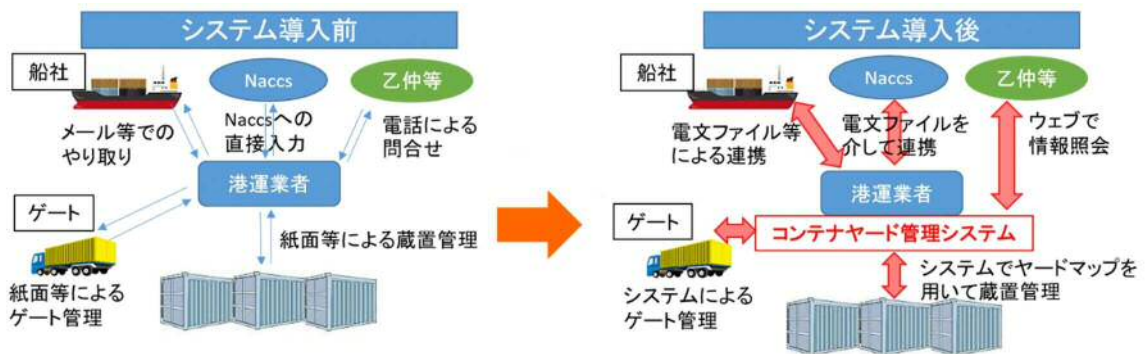 システム導入前
船社
Naccs
乙仲等
メール等での
やり取り
Naccsへの
直接入力
電話による
問合せ
港運業者
ゲート
紙面等による蔵置管理
紙面等による
ゲート管理
システム導入後
船社
Naccs
乙仲等
電文ファイル等
による連携
電文ファイルを
介して連携
ウェブで
情報照会
港運業者
ゲート
コンテナヤード管理システム
システムによる
ゲート管理
システムでヤードマップを
用いて蔵置管理